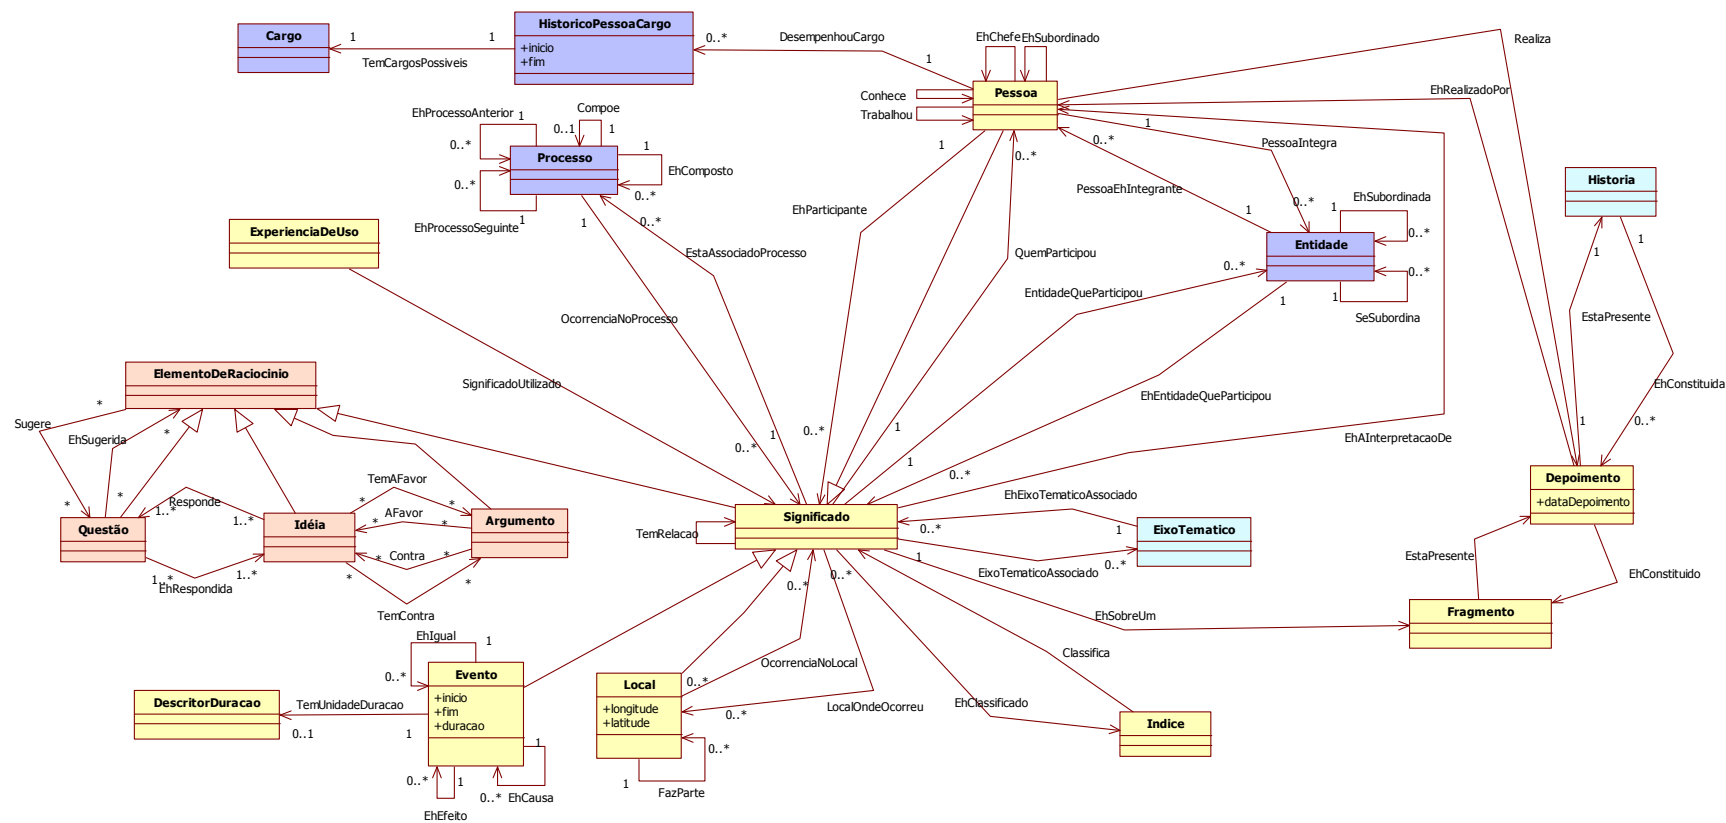 HistoricoPessoaCargo
+inicio
+fim
Cargo
1
1
TemCargosPossiveis
0..*
DesempenhouCargo
1
EhChefe
EhSubordinado
Realiza
Pessoa
Conhece
Trabalhou
EhRealizadoPor
EhProcessoAnterior
1
Compoe
0..1
1
0..*
Processo
1
EhComposto
0..*
0..*
EhProcessoSeguinte
1
1
0..*
1
0..*
1
PessoaIntegra
0..*
PessoaEhIntegrante
0..*
1
EhSubordinada
1
0..*
Entidade
0..*
0..*
1
1
SeSubordina
Historia
1
1
EstaPresente
EhConstituida
0..*
1
ExperienciaDeUso
EhParticipante
EstaAssociadoProcesso
QuemParticipou
EntidadeQueParticipou
OcorrenciaNoProcesso
SignificadoUtilizado
EhEntidadeQueParticipou
EhAInterpretacaoDe
ElementoDeRaciocinio
*
Sugere
EhSugerida
*
*
*
Responde
1..*
1..*
TemAFavor
*
*
AFavor
*
*
Questão
Idéia
Argumento
Contra
*
*
1..*
1..*
EhRespondida
*
*
TemContra
0..*
1
0..*
1
1
0..*
Significado
TemRelacao
EhEixoTematicoAssociado
0..*
1
EixoTematico
EixoTematicoAssociado
0..*
Depoimento
+dataDepoimento
EstaPresente
EhConstituido
Fragmento
1
EhSobreUm
0..*
0..*
EhIgual
1
0..*
Evento
+inicio
+fim
+duracao
DescritorDuracao
TemUnidadeDuracao
0..1
1
1
0..*
1
EhEfeito
0..*
EhCausa
Local
+longitude
+latitude
0..*
OcorrenciaNoLocal
0..*
LocalOndeOcorreu
0..*
1
FazParte
Classifica
EhClassificado
Indice